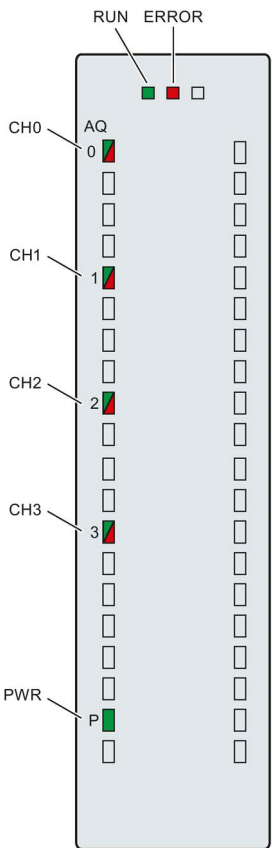 RUN ERROR
AQ
CH0 0
CH1 1
CH2 2
CH3 3
PWR P